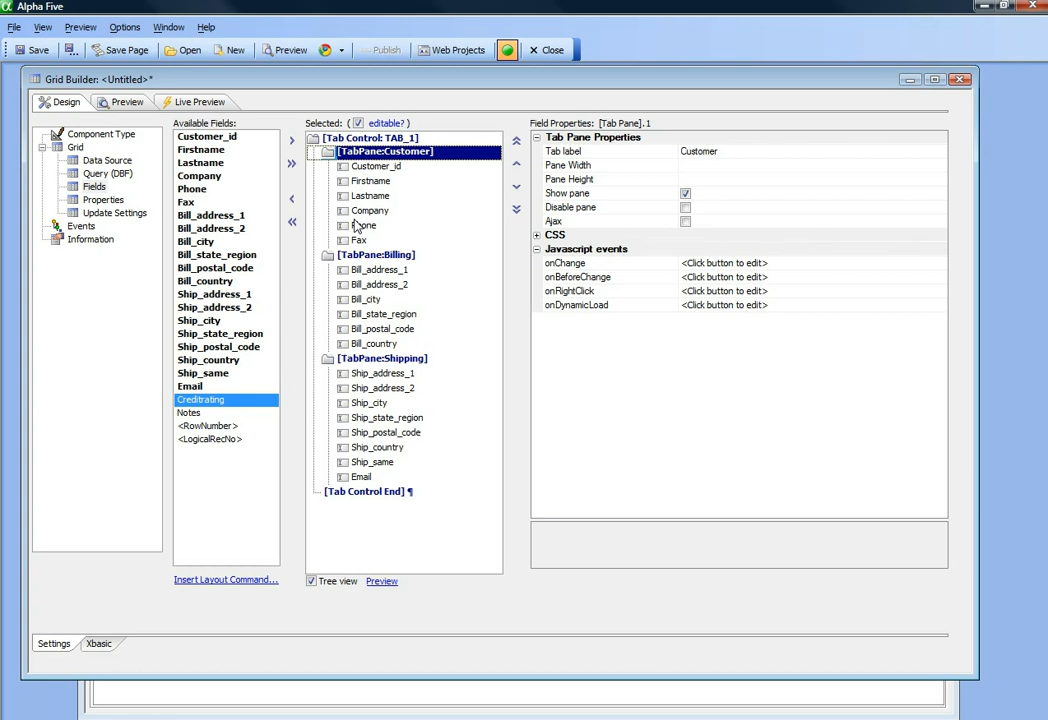 Alpha Five
File View Preview Options Window Help
Save Save Page Open New Preview Publish Web Projects Close
Grid Builder: <Untitled>*
Design Preview Live Preview
Component Type
Grid
Data Source
Query (DBF)
Fields
Properties
Update Settings
Events
Information
Available Fields:
Customer_id
Firstname
Lastname
Company
Phone
Fax
Bill_address_1
Bill_address_2
Bill_city
Bill_state_region
Bill_postal_code
Bill_country
Ship_address_1
Ship_address_2
Ship_city
Ship_state_region
Ship_postal_code
Ship_country
Ship_same
Email
Creditrating
Notes
<RowNumber>
<LogicalRecNo>
Insert Layout Command...
Selected: ( editable? )
[Tab Control: TAB_1]
[TabPane:Customer]
Customer_id
Firstname
Lastname
Company
Phone
Fax
[TabPane:Billing]
Bill_address_1
Bill_address_2
Bill_city
Bill_state_region
Bill_postal_code
Bill_country
[TabPane:Shipping]
Ship_address_1
Ship_address_2
Ship_city
Ship_state_region
Ship_postal_code
Ship_country
Ship_same
Email
[Tab Control End] ¶
Tree view Preview
Field Properties: [Tab Pane].1
Tab Pane Properties
Tab label Customer
Pane Width
Pane Height
Show pane
Disable pane
Ajax
CSS
Javascript events
onChange <Click button to edit>
onBeforeChange <Click button to edit>
onRightClick <Click button to edit>
onDynamicLoad <Click button to edit>
Settings Xbasic